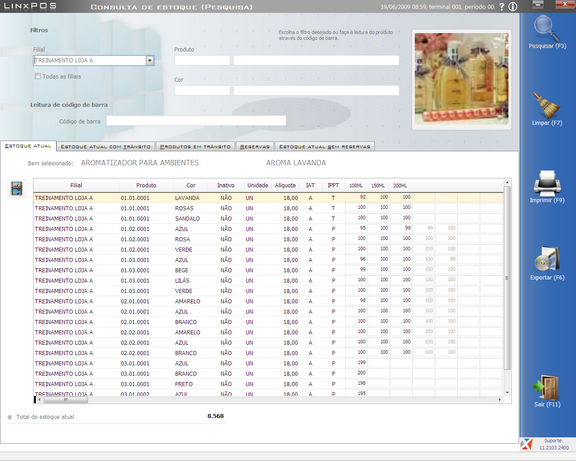 LINXPOS CONSULTA DE ESTOQUE (PESQUISA) 19/06/2009 08:59, terminal 001, período 00. ?
Filtros
Escolha o filtro desejado ou faça a leitura do produto
através do código de barra.
Filial Produto
TREINAMENTO LOJA A
Todas as filiais
Cor
Leitura de código de barra
Código de barra
Pesquisar (F3)
Limpar (F7)
Imprimir (F9)
Exportar (F6)
Sair (F11)
Suporte
11 2103 2400
ESTOQUE ATUAL ESTOQUE ATUAL COM TRÂNSITO PRODUTOS EM TRÂNSITO RESERVAS ESTOQUE ATUAL SEM RESERVAS
Item selecionado: AROMATIZADOR PARA AMBIENTES AROMA LAVANDA
Filial Produto Cor Inativo Unidade Alíquota IAT IPPT 100ML 150ML 200ML
TREINAMENTO LOJA A 01.01.0001 LAVANDA NÃO UN 18,00 A T 92 100 100
TREINAMENTO LOJA A 01.01.0001 ROSAS NÃO UN 18,00 A T 100 100 100
TREINAMENTO LOJA A 01.01.0001 SANDALO NÃO UN 18,00 A T 100 100 100
TREINAMENTO LOJA A 01.02.0001 AZUL NÃO UN 18,00 A P 95 100 99 99 100
TREINAMENTO LOJA A 01.02.0001 ROSA NÃO UN 18,00 A P 100 100 100 100 100
TREINAMENTO LOJA A 01.02.0001 VERDE NÃO UN 18,00 A P 100 100 100 100 100
TREINAMENTO LOJA A 01.03.0001 AZUL NÃO UN 18,00 A P 96 100 100 100 100
TREINAMENTO LOJA A 01.03.0001 BEGE NÃO UN 18,00 A P 99 100 100 100 100
TREINAMENTO LOJA A 01.03.0001 LILÁS NÃO UN 18,00 A P 100 100 100 100 100
TREINAMENTO LOJA A 01.03.0001 VERDE NÃO UN 18,00 A P 100 100 100 100 100
TREINAMENTO LOJA A 02.01.0001 AMARELO NÃO UN 18,00 A P 98 100 100 100 100
TREINAMENTO LOJA A 02.01.0001 AZUL NÃO UN 18,00 A P 100 100 100 100 100
TREINAMENTO LOJA A 02.01.0001 BRANCO NÃO UN 18,00 A P 100 100 100 100 100
TREINAMENTO LOJA A 02.02.0001 AMARELO NÃO UN 18,00 A P 100 100 100 100 100
TREINAMENTO LOJA A 02.02.0001 AZUL NÃO UN 18,00 A P 100 100 100 100 100
TREINAMENTO LOJA A 02.02.0001 BRANCO NÃO UN 18,00 A P 100 100 100 100 100
TREINAMENTO LOJA A 03.01.0001 AZUL NÃO UN 18,00 A P 199
TREINAMENTO LOJA A 03.01.0001 BRANCO NÃO UN 18,00 A P 200
TREINAMENTO LOJA A 03.01.0001 PRETO NÃO UN 18,00 A P 198
TREINAMENTO LOJA A 03.01.0002 AZUL NÃO UN 18,00 A P 195
Total do estoque atual 8.568